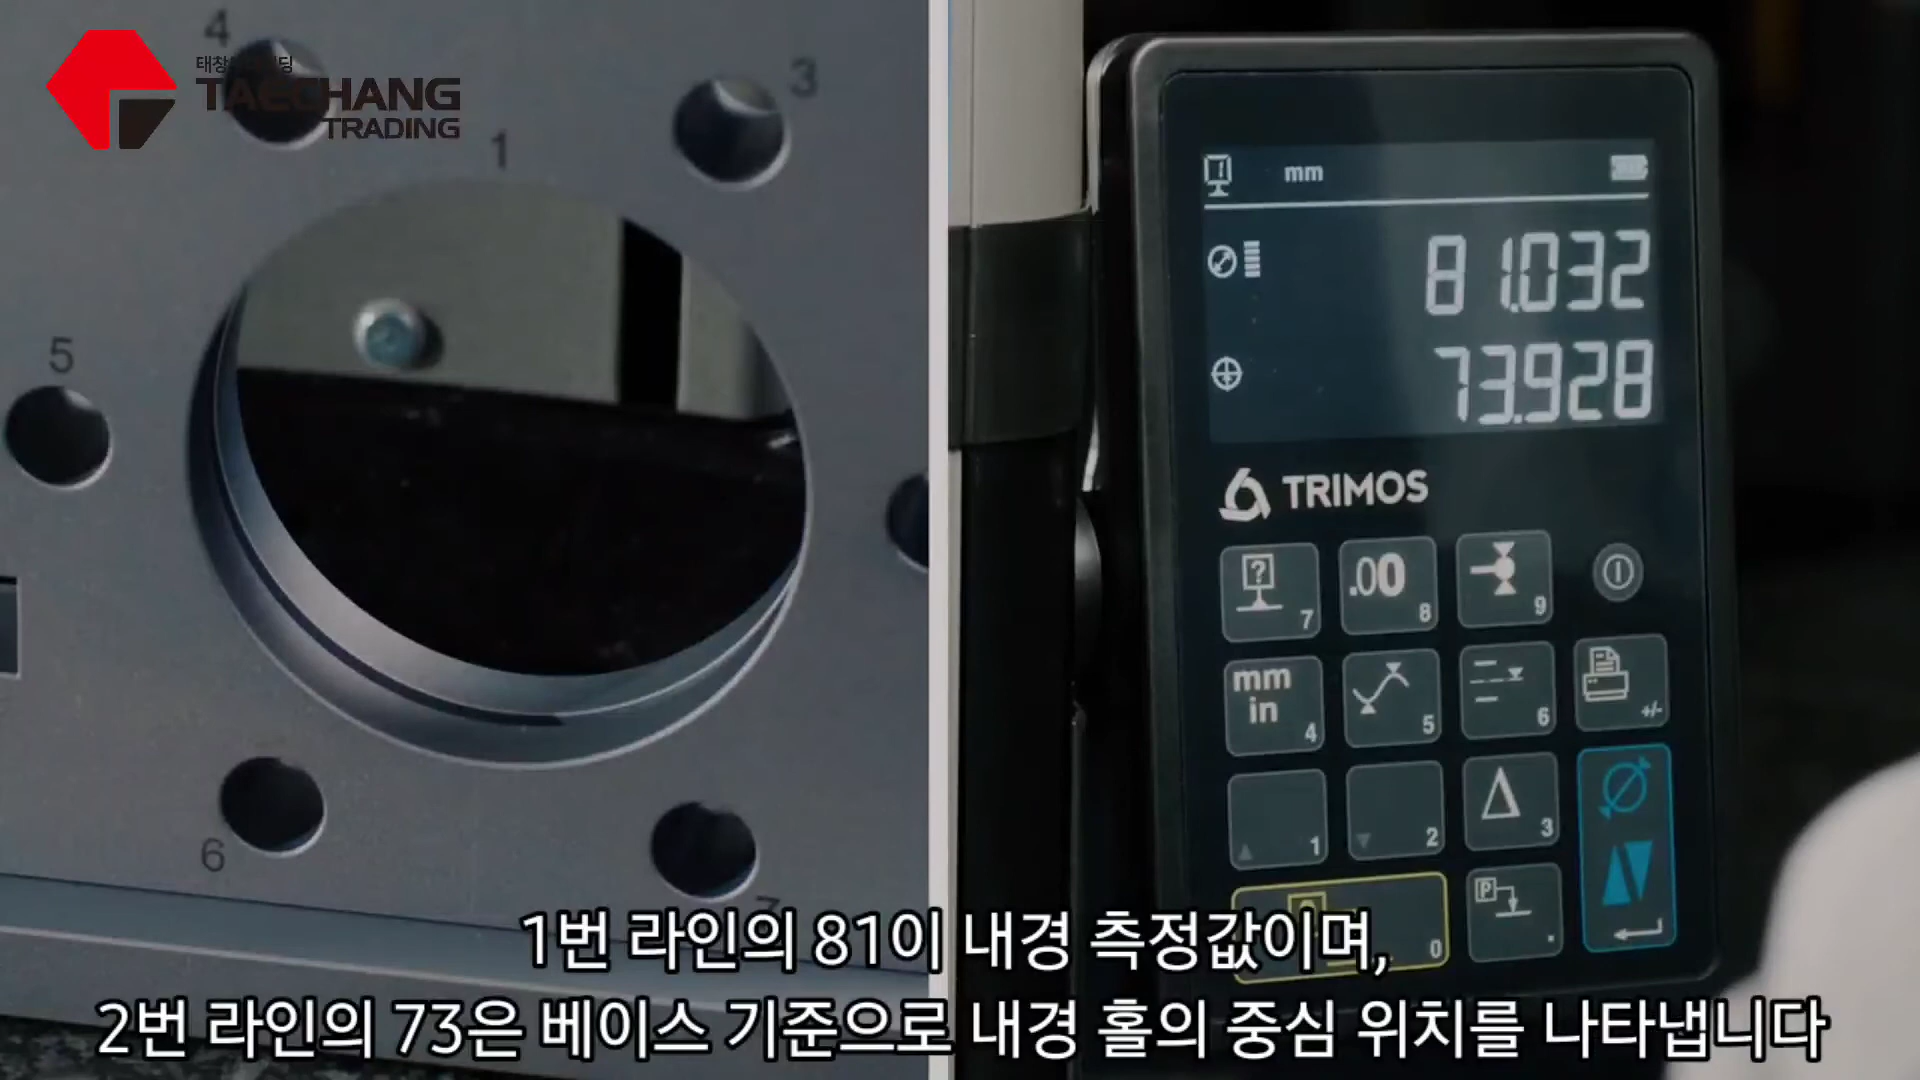 4
태창
TAECHANG
TRADING
3
1
5
6
7
mm
81.032
73.928
TRIMOS
? 7
.00 8
9
mm in 4
5
6
+/-
1
2
Δ 3
0
P .
1번 라인의 81이 내경 측정값이며,
2번 라인의 73은 베이스 기준으로 내경 홀의 중심 위치를 나타냅니다